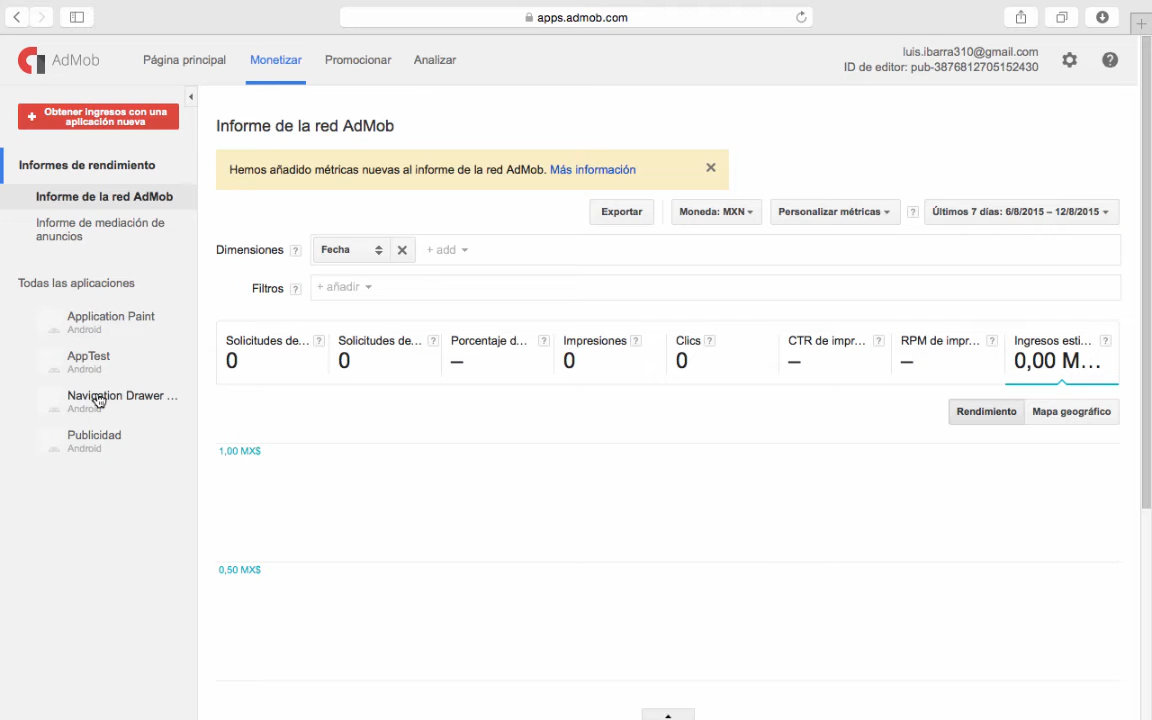 apps.admob.com
AdMob
Página principal
Monetizar
Promocionar
Analizar
luis.ibarra310@gmail.com
ID de editor: pub-3876812705152430
+ Obtener ingresos con una
aplicación nueva
Informes de rendimiento
Informe de la red AdMob
Informe de mediación de
anuncios
Todas las aplicaciones
Application Paint
Android
AppTest
Android
Navigation Drawer ...
Android
Publicidad
Android
Informe de la red AdMob
Hemos añadido métricas nuevas al informe de la red AdMob. Más información
Exportar
Moneda: MXN
Personalizar métricas
?
Últimos 7 días: 6/8/2015 – 12/8/2015
Dimensiones ?
Fecha
+ add
Filtros ?
+ añadir
Solicitudes de... ?
0
Solicitudes de... ?
0
Porcentaje d... ?
–
Impresiones ?
0
Clics ?
0
CTR de impr... ?
–
RPM de impr... ?
–
Ingresos esti... ?
0,00 M...
Rendimiento
Mapa geográfico
1,00 MX$
0,50 MX$